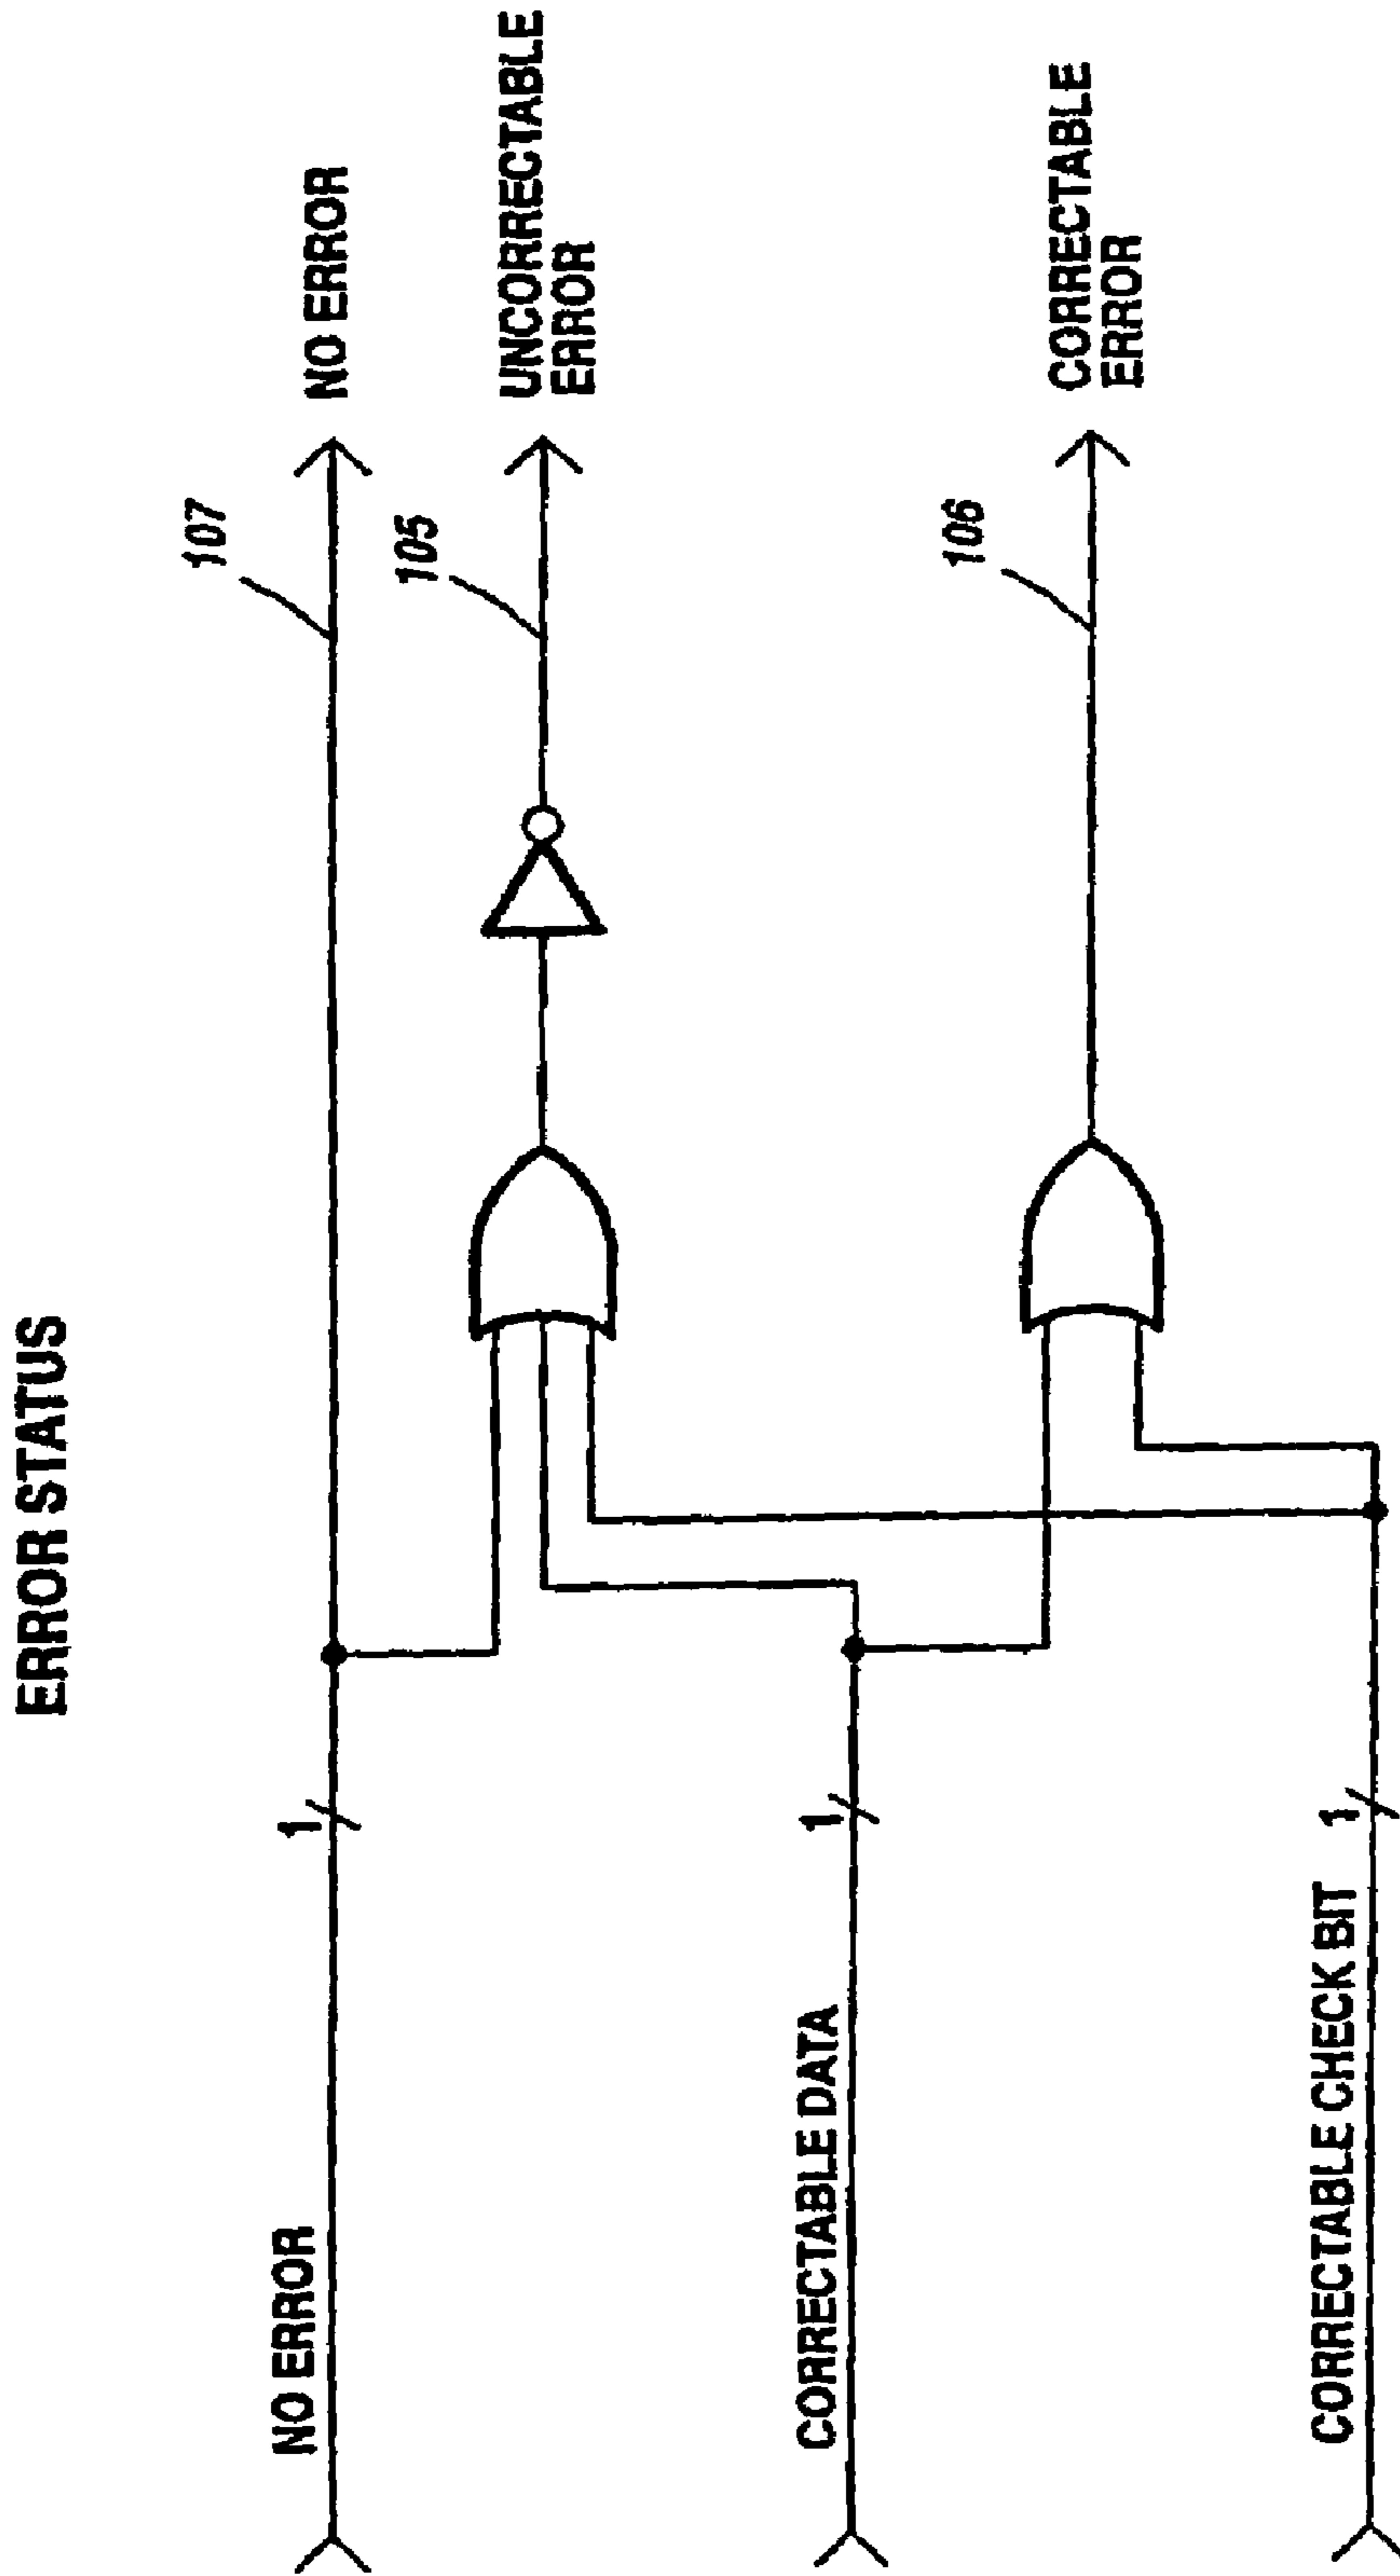 ERROR STATUS
NO ERROR
1
107
NO ERROR
105
UNCORRECTABLE
ERROR
CORRECTABLE DATA
1
106
CORRECTABLE
ERROR
CORRECTABLE CHECK BIT
1